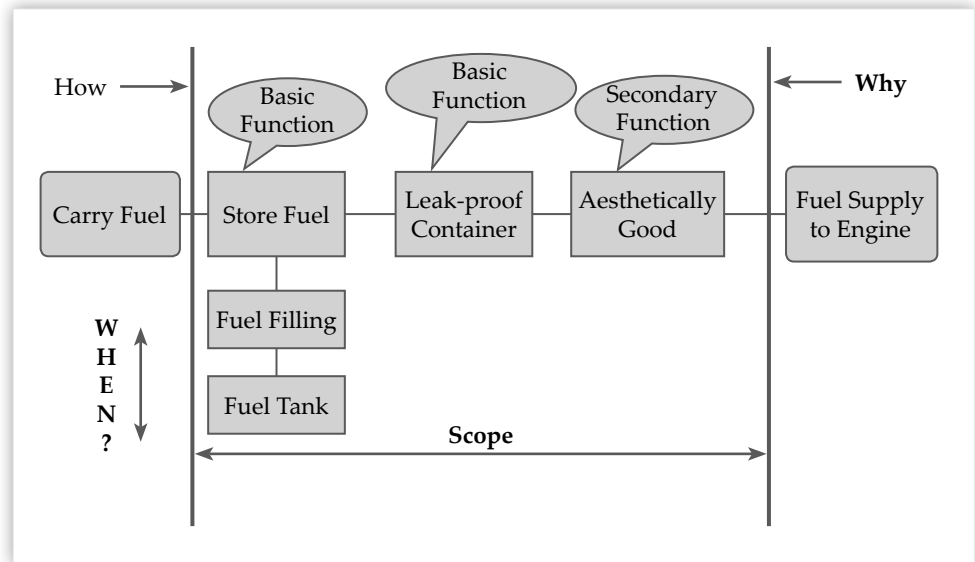 How
Basic
Function
Basic
Function
Secondary
Function
Why
Carry Fuel
Store Fuel
Leak-proof
Container
Aesthetically
Good
Fuel Supply
to Engine
Fuel Filling
Fuel Tank
W
H
E
N
?
Scope